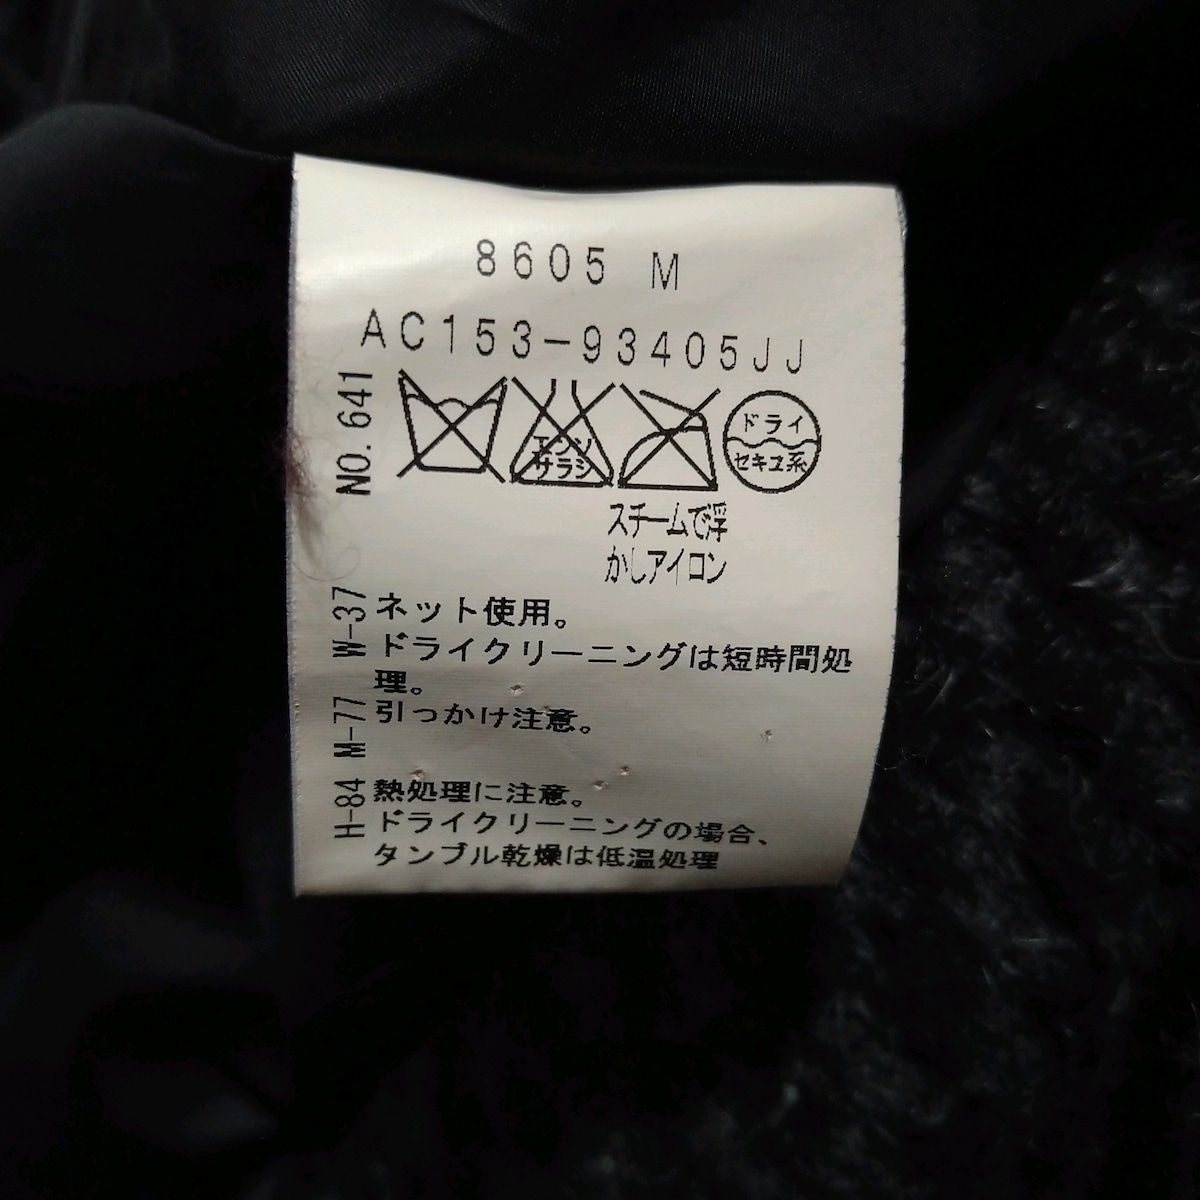 8605 M
AC153-93405JJ
NO.641
エンソ
サラシ
ドライ
セキユ系
スチームで浮
かしアイロン
W-37
ネット使用。
ドライクリーニングは短時間処
理。
M-77
引っかけ注意。
H-84
熱処理に注意。
ドライクリーニングの場合、
タンブル乾燥は低温処理